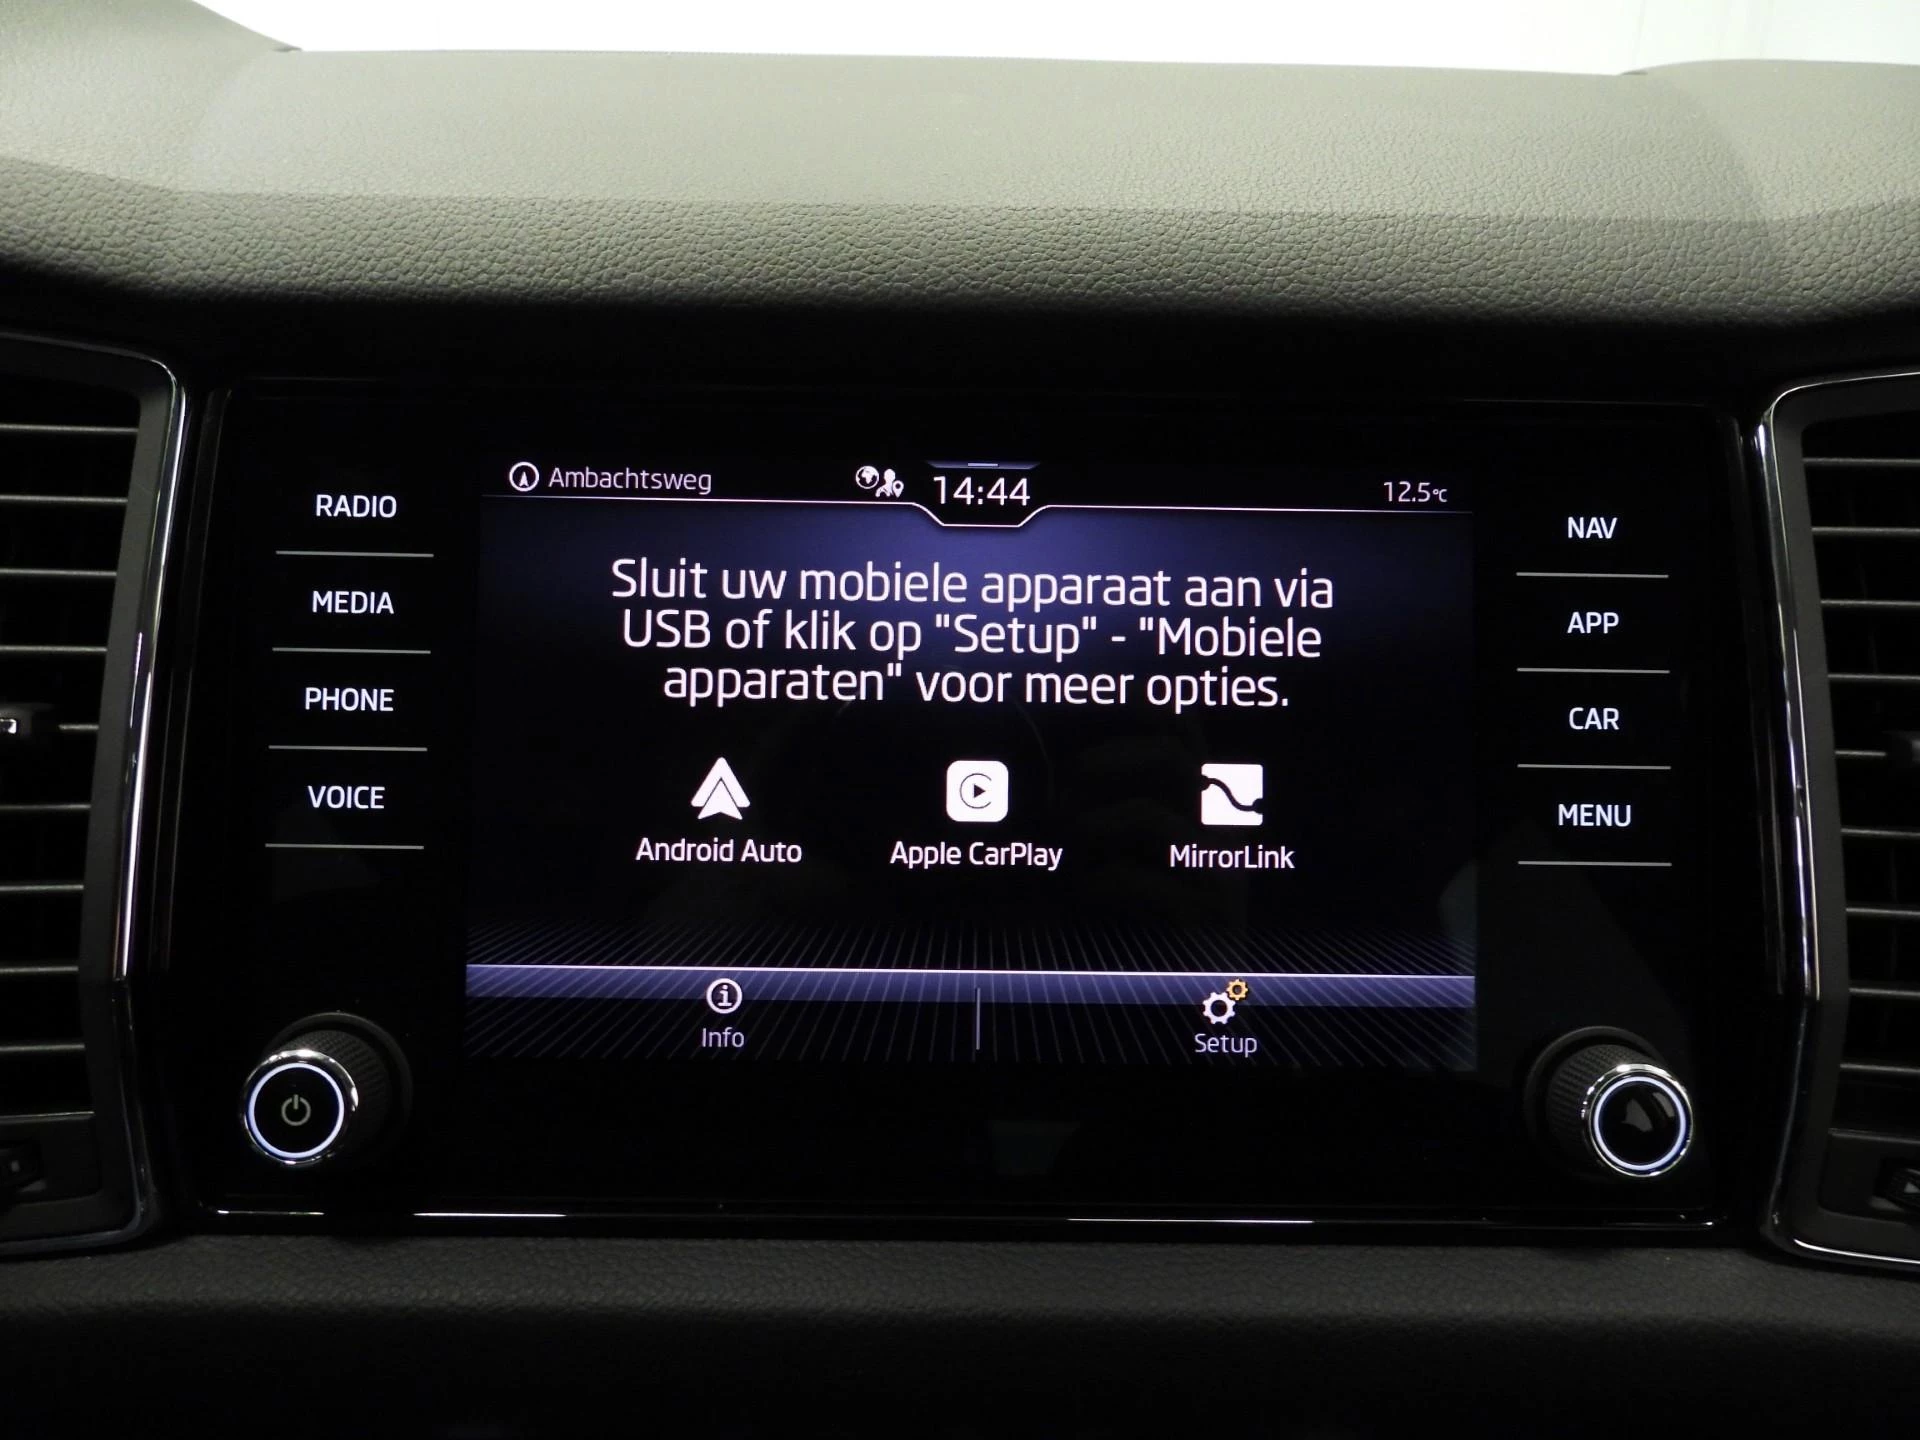 Ambachtsweg
14:44
12.5°C
RADIO
MEDIA
PHONE
VOICE
Sluit uw mobiele apparaat aan via
USB of klik op "Setup" - "Mobiele
apparaten" voor meer opties.
Android Auto
Apple CarPlay
MirrorLink
Info
Setup
NAV
APP
CAR
MENU